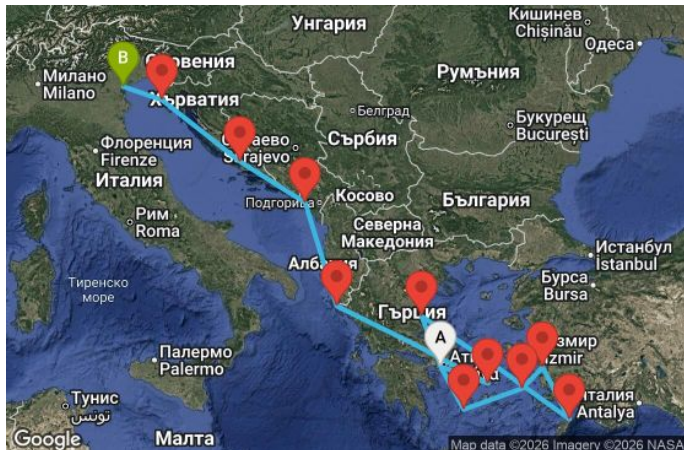 Унгария
Кишинев
Chișinău
Одеса
Словения
Милано
Milano
B
Хърватия
Румъния
Белград
Букурещ
București
Флоренция
Firenze
Сараево
Sarajevo
Сърбия
Италия
Подгорица
Косово
България
Рим
Roma
Северна
Македония
Истанбул
İstanbul
Албания
Бурса
Bursa
Тиренско
море
Гърция
A
Палермо
Palermo
Измир
Izmir
Анталия
Antalya
Тунис
تونس
Малта
Google
Map data ©2026 Imagery ©2026 NASA